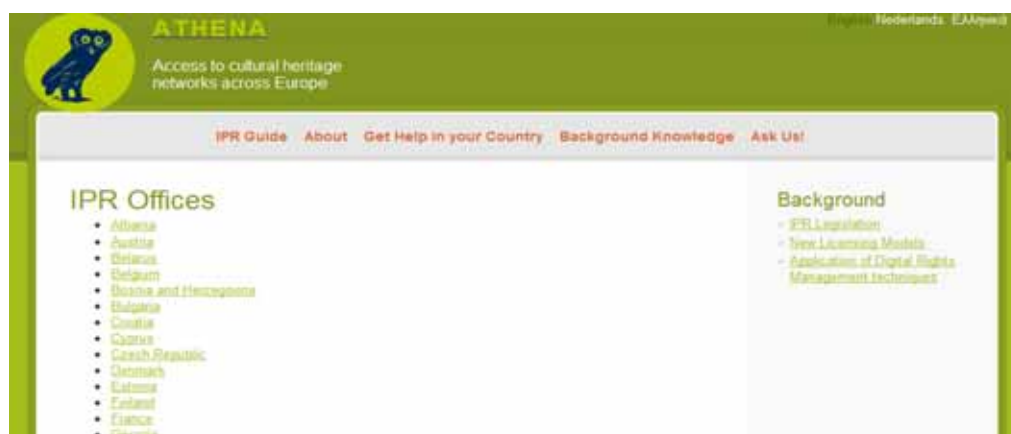 ATHENA
English Nederlands Ελληνικά
Access to cultural heritage
networks across Europe
IPR Guide About Get Help in your Country Background Knowledge Ask Us!
IPR Offices
Albania
Austria
Belarus
Belgium
Bosnia and Herzegovina
Bulgaria
Croatia
Cyprus
Czech Republic
Denmark
Estonia
Finland
France
Georgia
Background
IPR Legislation
New Licensing Models
Application of Digital Rights
Management techniques